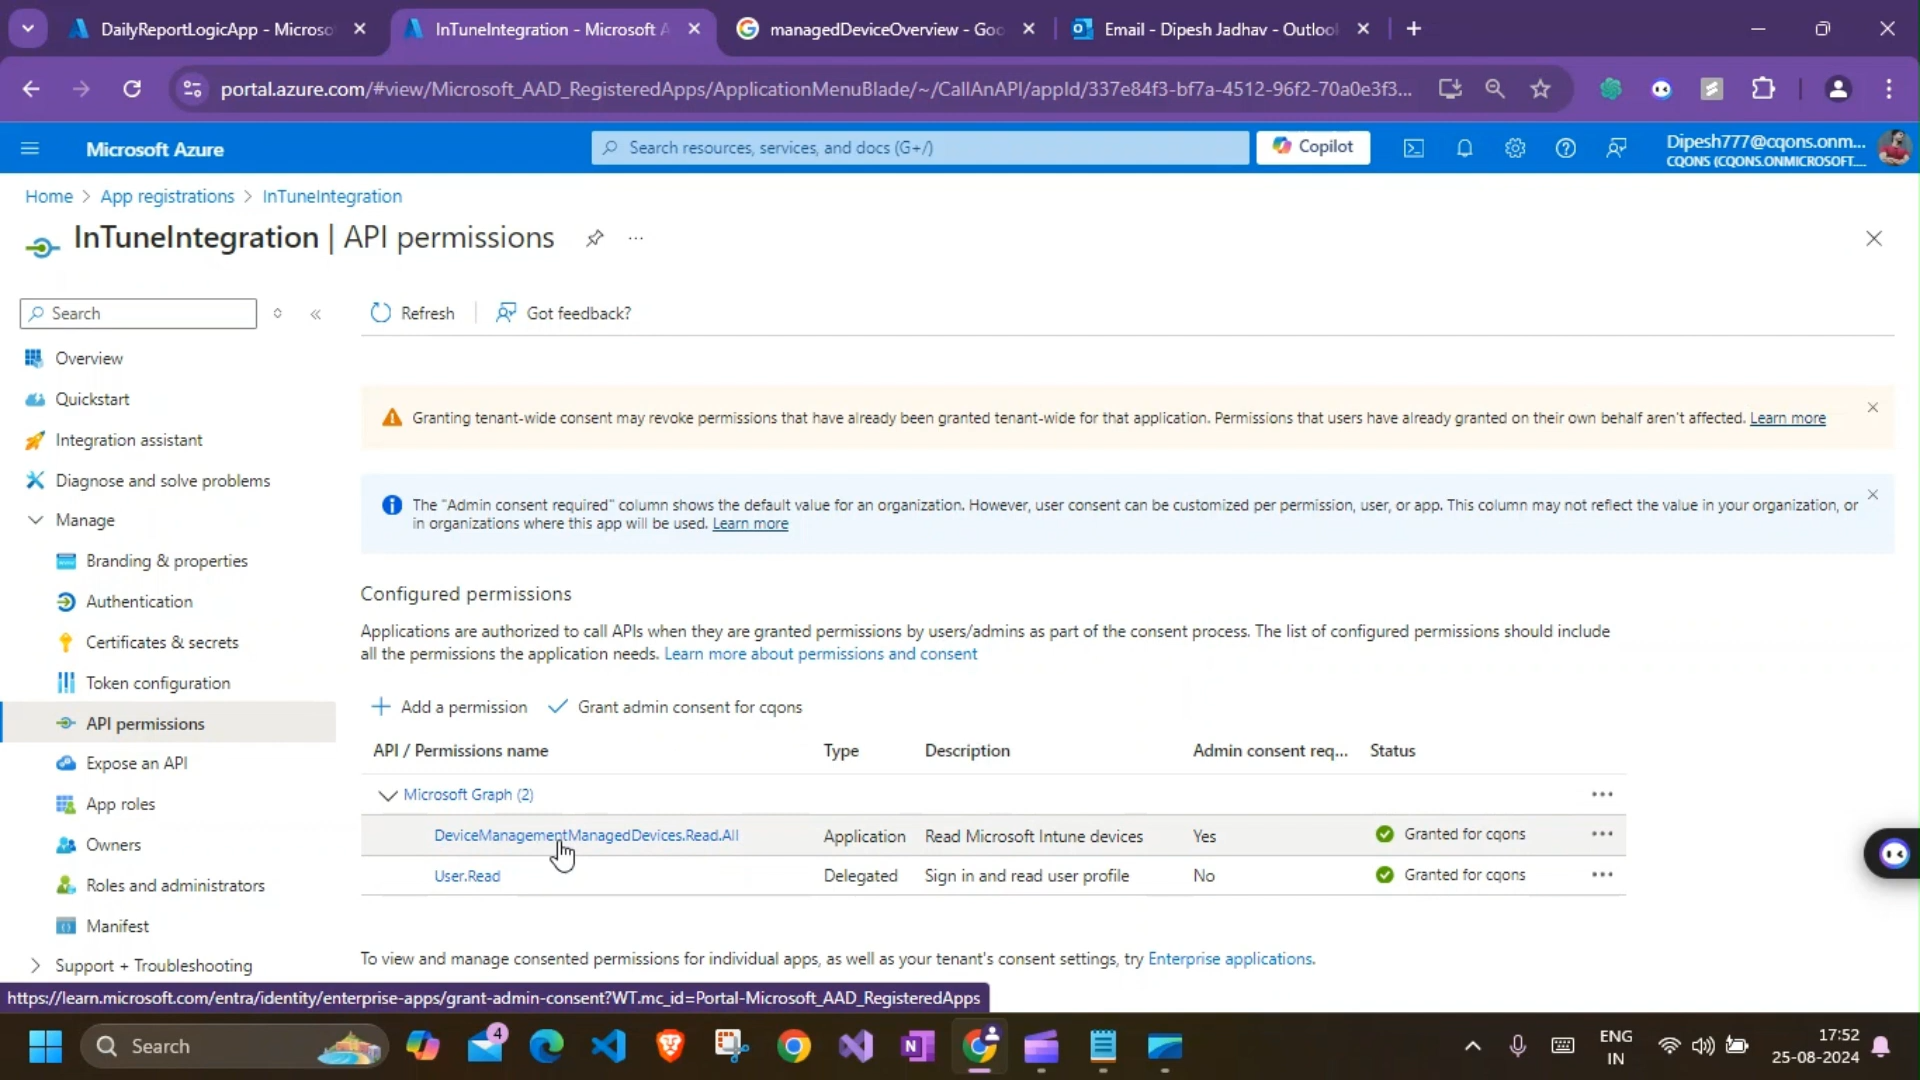 DailyReportLogicApp - Microso
InTuneIntegration - Microsoft A
managedDeviceOverview - Goo
Email - Dipesh Jadhav - Outlool
portal.azure.com/#view/Microsoft_AAD_RegisteredApps/ApplicationMenuBlade/~/CallAnAPI/appId/337e84f3-bf7a-4512-96f2-70a0e3f3...
Microsoft Azure
Search resources, services, and docs (G+/)
Copilot
Dipesh777@cqons.onm...
CQONS (CQONS.ONMICROSOFT....
Home > App registrations > InTuneIntegration
InTuneIntegration | API permissions
Search
Refresh
Got feedback?
Overview
Quickstart
Integration assistant
Diagnose and solve problems
Manage
Branding & properties
Authentication
Certificates & secrets
Token configuration
API permissions
Expose an API
App roles
Owners
Roles and administrators
Manifest
Support + Troubleshooting
Granting tenant-wide consent may revoke permissions that have already been granted tenant-wide for that application. Permissions that users have already granted on their own behalf aren't affected. Learn more
The "Admin consent required" column shows the default value for an organization. However, user consent can be customized per permission, user, or app. This column may not reflect the value in your organization, or
in organizations where this app will be used. Learn more
Configured permissions
Applications are authorized to call APIs when they are granted permissions by users/admins as part of the consent process. The list of configured permissions should include
all the permissions the application needs. Learn more about permissions and consent
Add a permission
Grant admin consent for cqons
API / Permissions name Type Description Admin consent req... Status
Microsoft Graph (2)
DeviceManagementManagedDevices.Read.All Application Read Microsoft Intune devices Yes Granted for cqons
User.Read Delegated Sign in and read user profile No Granted for cqons
To view and manage consented permissions for individual apps, as well as your tenant's consent settings, try Enterprise applications.
https://learn.microsoft.com/entra/identity/enterprise-apps/grant-admin-consent?WT.mc_id=Portal-Microsoft_AAD_RegisteredApps
Search
4
ENG
IN
17:52
25-08-2024